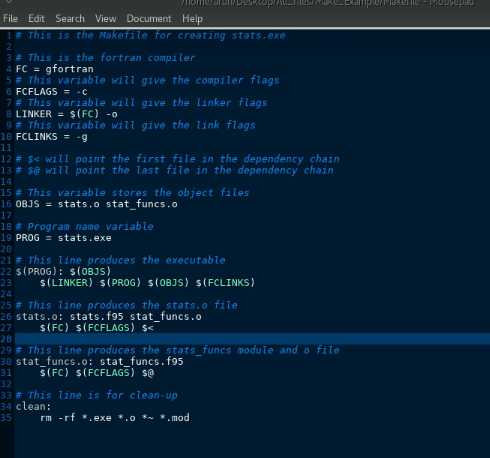 /home/arun/Desktop/All_Files/Make_Example/Makefile - Mousepad
File Edit Search View Document Help
1 # This is the Makefile for creating stats.exe
2
3 # This is the fortran compiler
4 FC = gfortran
5 # This variable will give the compiler flags
6 FCFLAGS = -c
7 # This variable will give the linker flags
8 LINKER = $(FC) -o
9 # This variable will give the link flags
10 FCLINKS = -g
11
12 # $< will point the first file in the dependency chain
13 # $@ will point the last file in the dependency chain
14
15 # This variable stores the object files
16 OBJS = stats.o stat_funcs.o
17
18 # Program name variable
19 PROG = stats.exe
20
21 # This line produces the executable
22 $(PROG): $(OBJS)
23 $(LINKER) $(PROG) $(OBJS) $(FCLINKS)
24
25 # This line produces the stats.o file
26 stats.o: stats.f95 stat_funcs.o
27 $(FC) $(FCFLAGS) $<
28
29 # This line produces the stats_funcs module and o file
30 stat_funcs.o: stat_funcs.f95
31 $(FC) $(FCFLAGS) $@
32
33 # This line is for clean-up
34 clean:
35 rm -rf *.exe *.o *~ *.mod